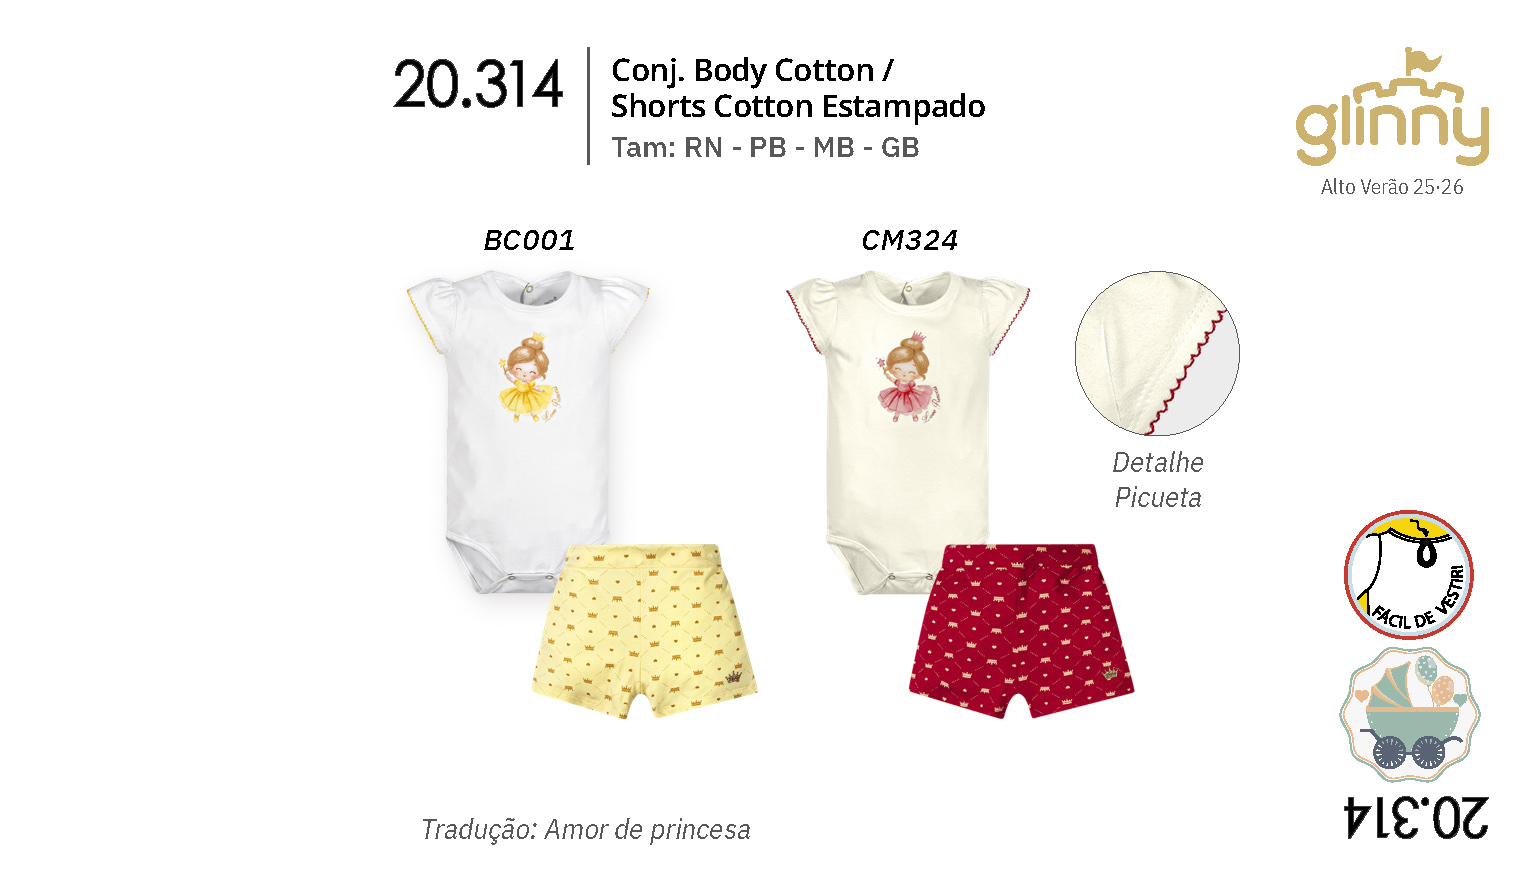 20.314
Conj. Body Cotton /
Shorts Cotton Estampado
Tam: RN - PB - MB - GB
glinny
Alto Verão 25·26
BC001
CM324
Detalhe
Picueta
FÁCIL DE VESTIR!
20.314
Tradução: Amor de princesa